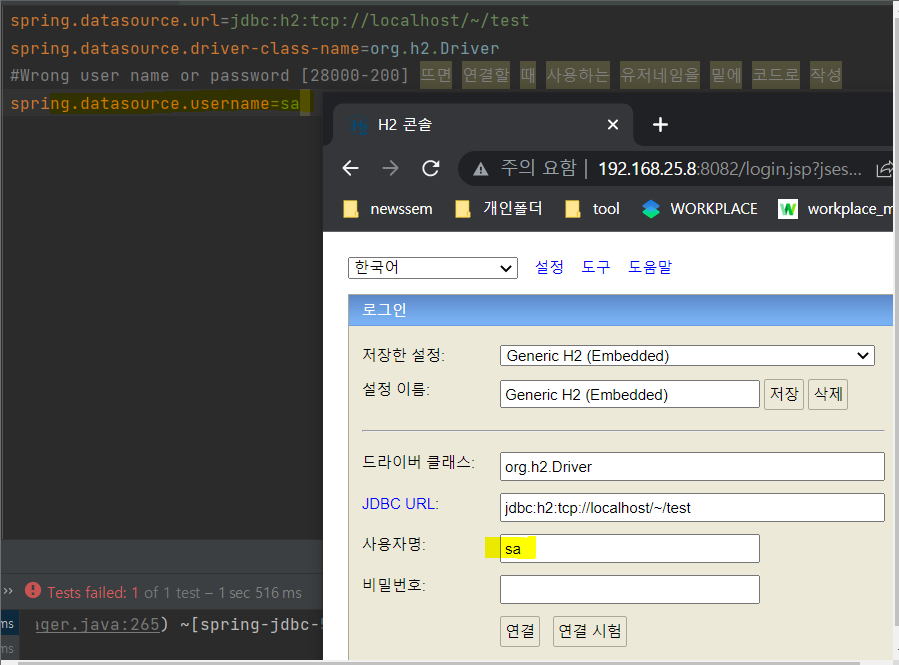 spring.datasource.url=jdbc:h2:tcp://localhost/~/test
spring.datasource.driver-class-name=org.h2.Driver
#Wrong user name or password [28000-200] 뜨면 연결할 때 사용하는 유저네임을 밑에 코드로 작성
spring.datasource.username=sa
H2 콘솔
주의 요함 | 192.168.25.8:8082/login.jsp?jses...
newssem 개인폴더 tool WORKPLACE workplace_m
한국어 설정 도구 도움말
로그인
저장한 설정: Generic H2 (Embedded)
설정 이름: Generic H2 (Embedded) 저장 삭제
드라이버 클래스: org.h2.Driver
JDBC URL: jdbc:h2:tcp://localhost/~/test
사용자명: sa
비밀번호:
연결 연결 시험
Tests failed: 1 of 1 test – 1 sec 516 ms
ms ager.java:265) ~[spring-jdbc-
ms